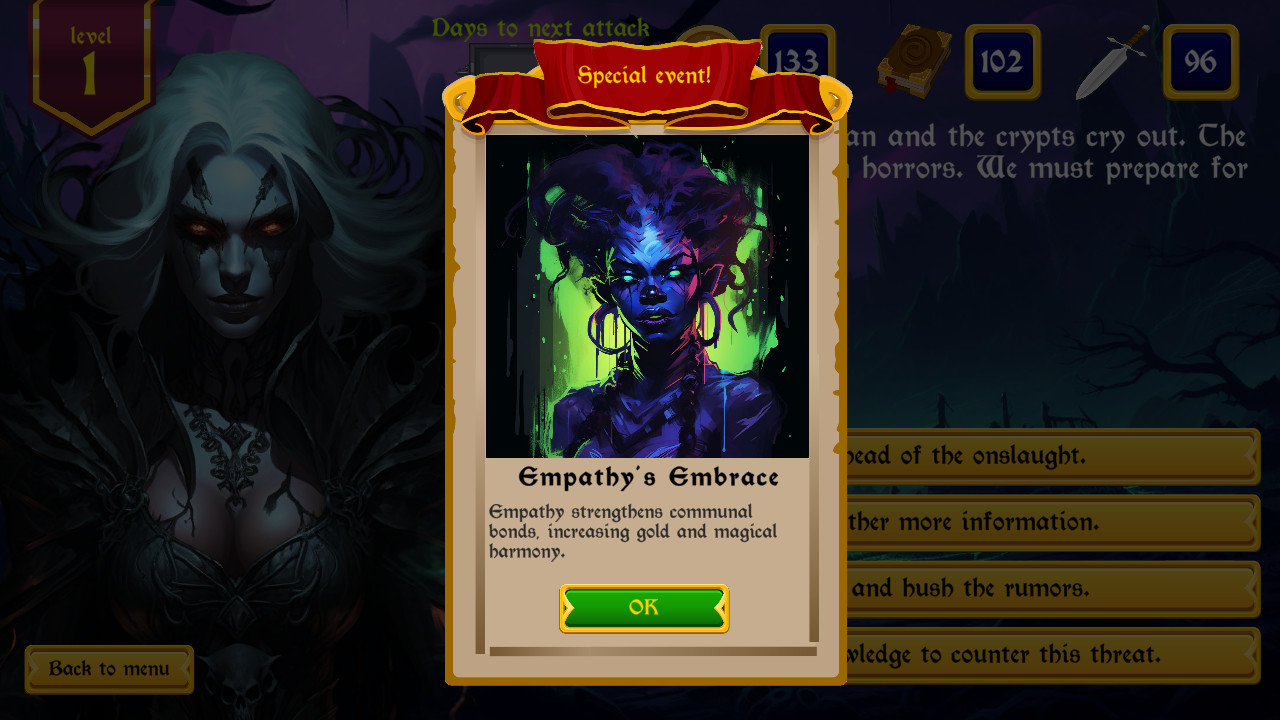 level
1
Days to next attack
133
102
96
Special event!
an and the crypts cry out. The
horrors. We must prepare for
Empathy's Embrace
Empathy strengthens communal
bonds, increasing gold and magical
harmony.
OK
ead of the onslaught.
ther more information.
and hush the rumors.
wledge to counter this threat.
Back to menu